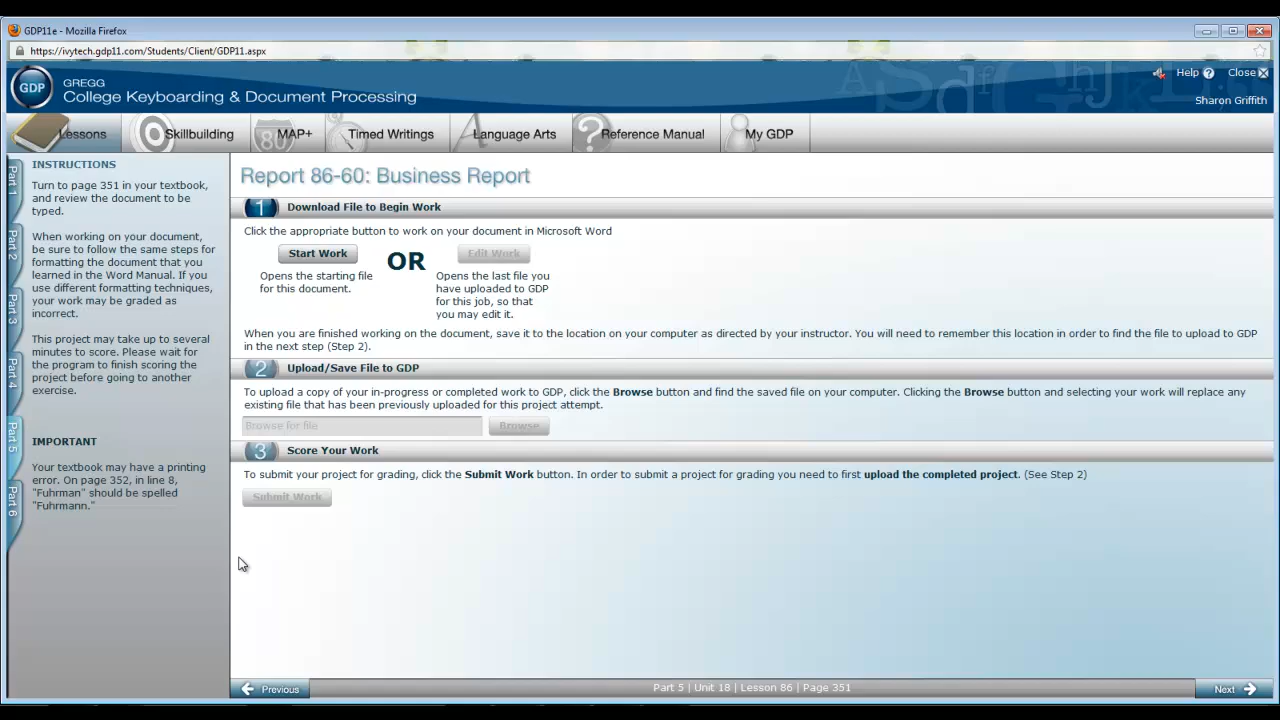 GDP11e - Mozilla Firefox
https://ivytech.gdp11.com/Students/Client/GDP11.aspx
GDP
GREGG
College Keyboarding & Document Processing
Help ? Close
Sharon Griffith
Lessons Skillbuilding MAP+ Timed Writings Language Arts Reference Manual My GDP
Part 1
Part 2
Part 3
Part 4
Part 5
Part 6
INSTRUCTIONS
Turn to page 351 in your textbook,
and review the document to be
typed.
When working on your document,
be sure to follow the same steps for
formatting the document that you
learned in the Word Manual. If you
use different formatting techniques,
your work may be graded as
incorrect.
This project may take up to several
minutes to score. Please wait for
the program to finish scoring the
project before going to another
exercise.
IMPORTANT
Your textbook may have a printing
error. On page 352, in line 8,
"Fuhrman" should be spelled
"Fuhrmann."
Report 86-60: Business Report
1 Download File to Begin Work
Click the appropriate button to work on your document in Microsoft Word
Start Work OR Edit Work
Opens the starting file
for this document.
Opens the last file you
have uploaded to GDP
for this job, so that
you may edit it.
When you are finished working on the document, save it to the location on your computer as directed by your instructor. You will need to remember this location in order to find the file to upload to GDP
in the next step (Step 2).
2 Upload/Save File to GDP
To upload a copy of your in-progress or completed work to GDP, click the Browse button and find the saved file on your computer. Clicking the Browse button and selecting your work will replace any
existing file that has been previously uploaded for this project attempt.
Browse for file Browse
3 Score Your Work
To submit your project for grading, click the Submit Work button. In order to submit a project for grading you need to first upload the completed project. (See Step 2)
Submit Work
Previous Part 5 | Unit 18 | Lesson 86 | Page 351 Next